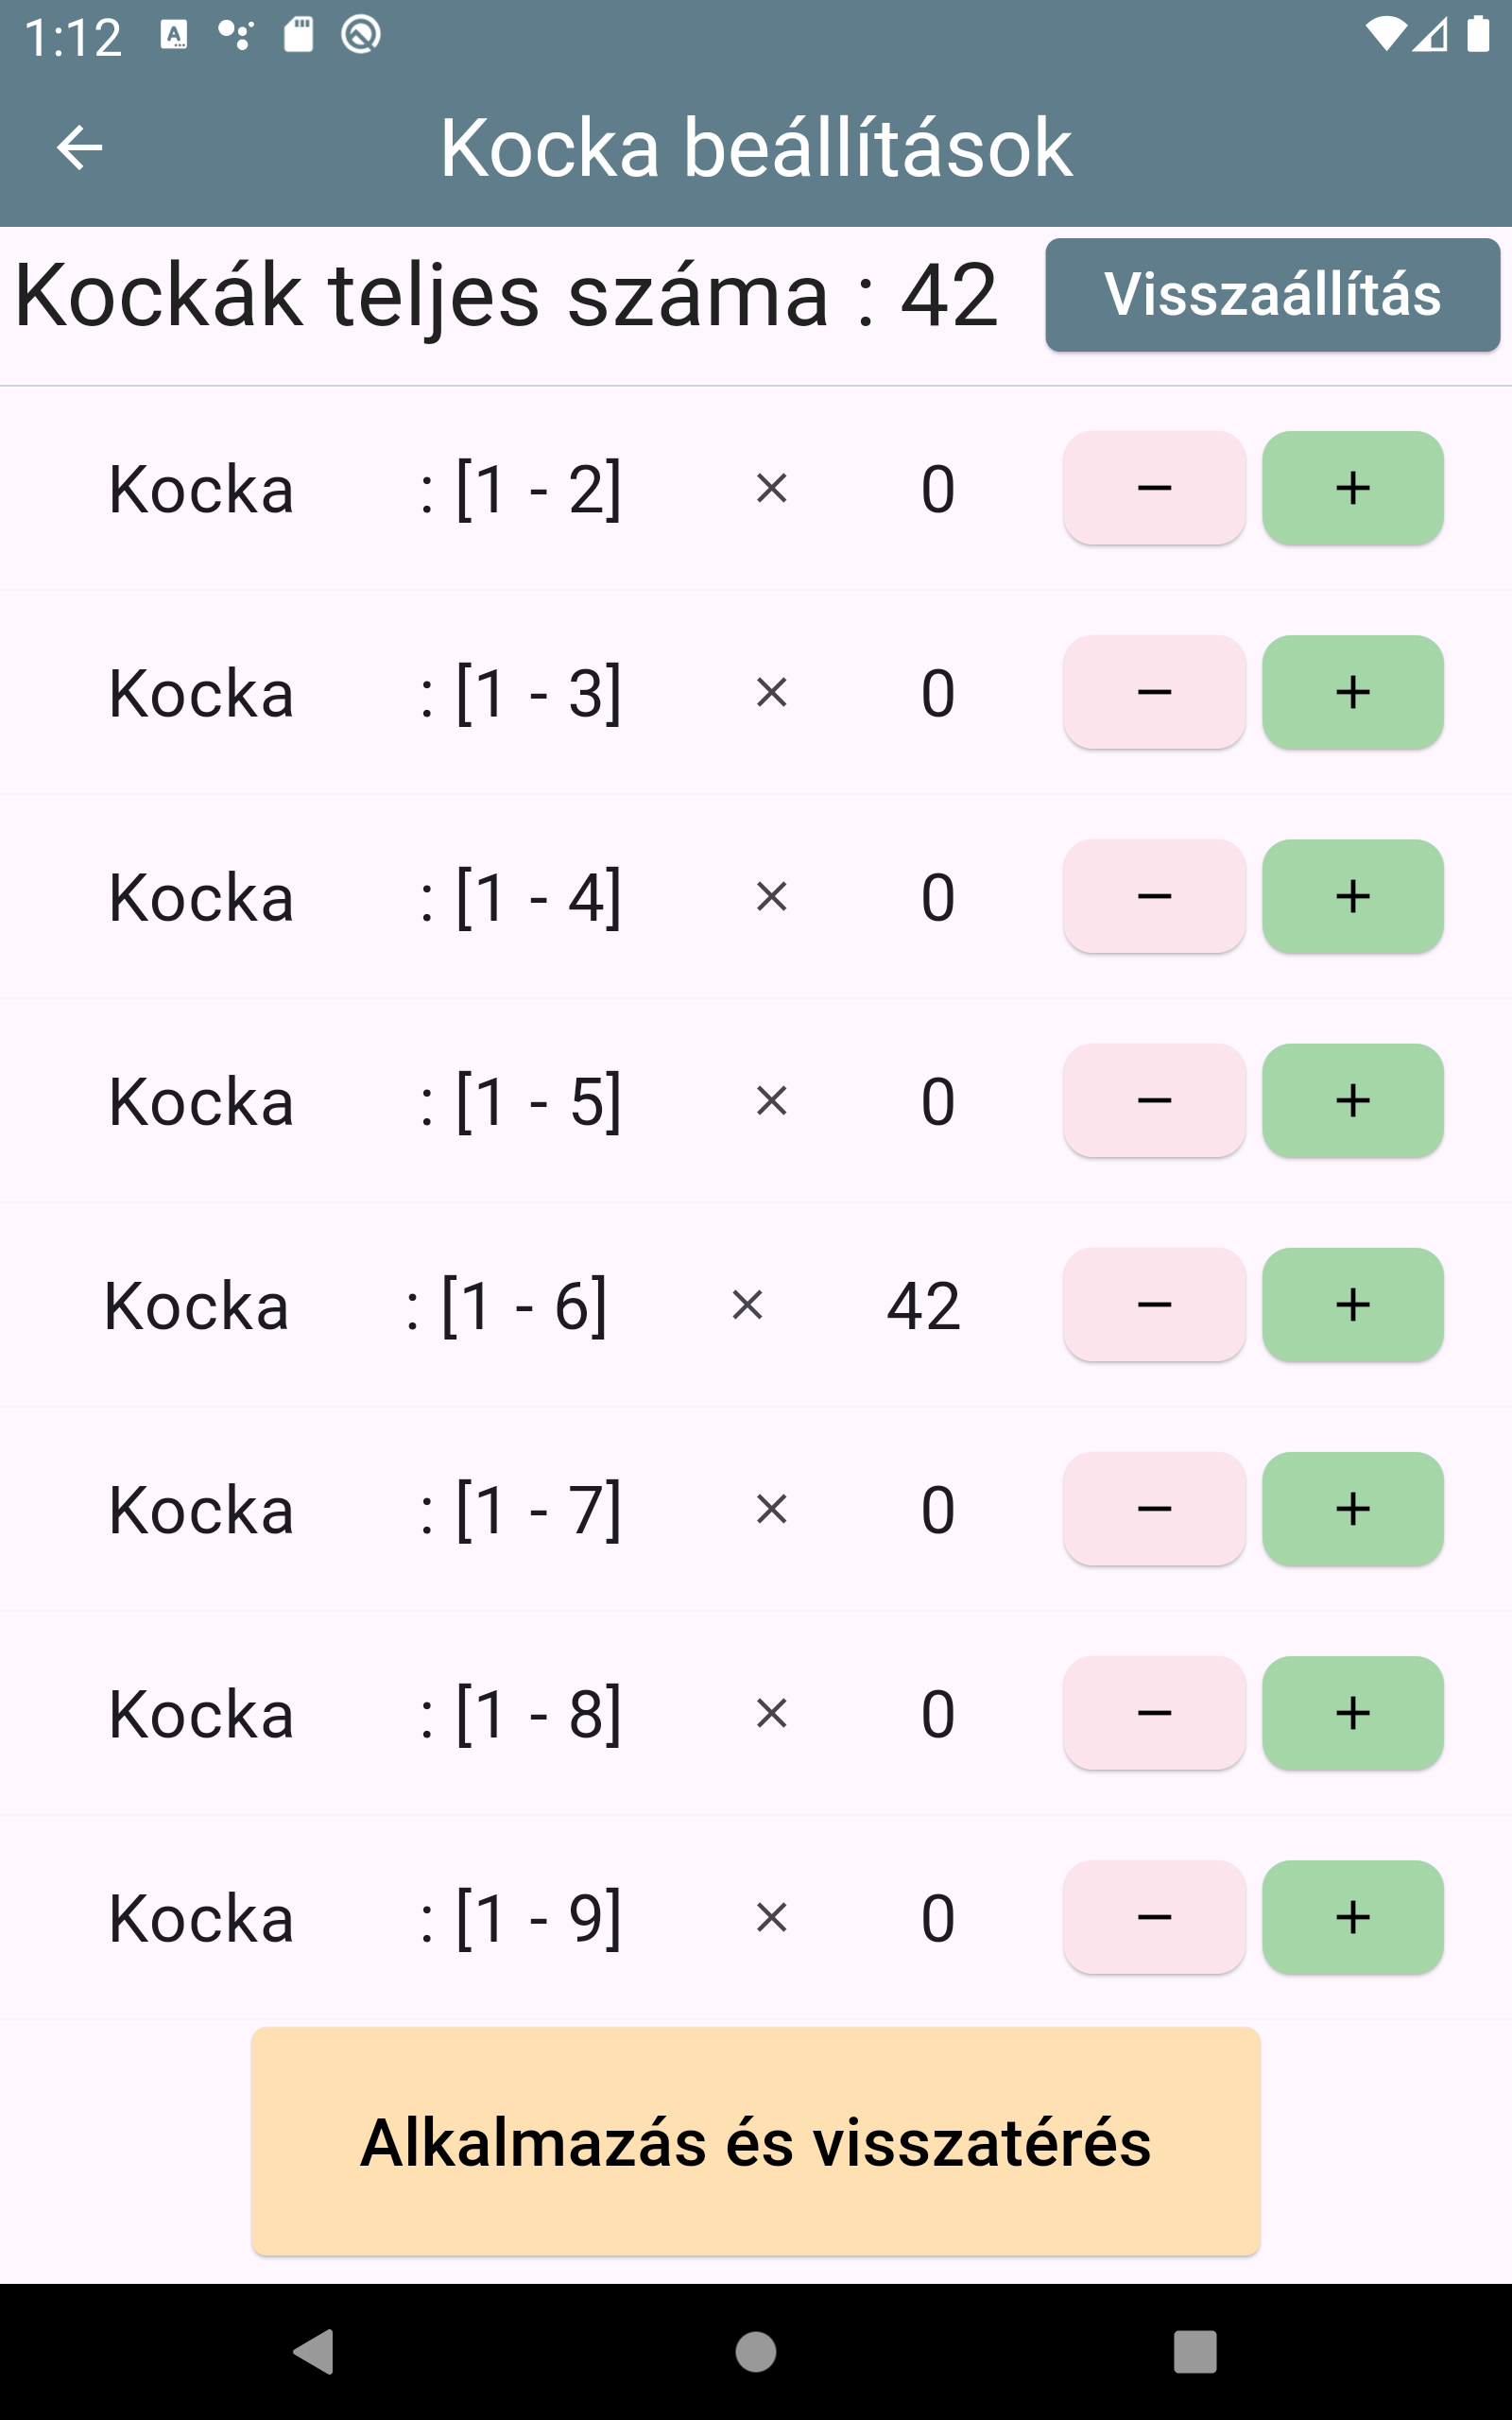 1:12
Kocka beállítások
Kockák teljes száma : 42 Visszaállítás
Kocka : [1 - 2] × 0 − +
Kocka : [1 - 3] × 0 − +
Kocka : [1 - 4] × 0 − +
Kocka : [1 - 5] × 0 − +
Kocka : [1 - 6] × 42 − +
Kocka : [1 - 7] × 0 − +
Kocka : [1 - 8] × 0 − +
Kocka : [1 - 9] × 0 − +
Alkalmazás és visszatérés